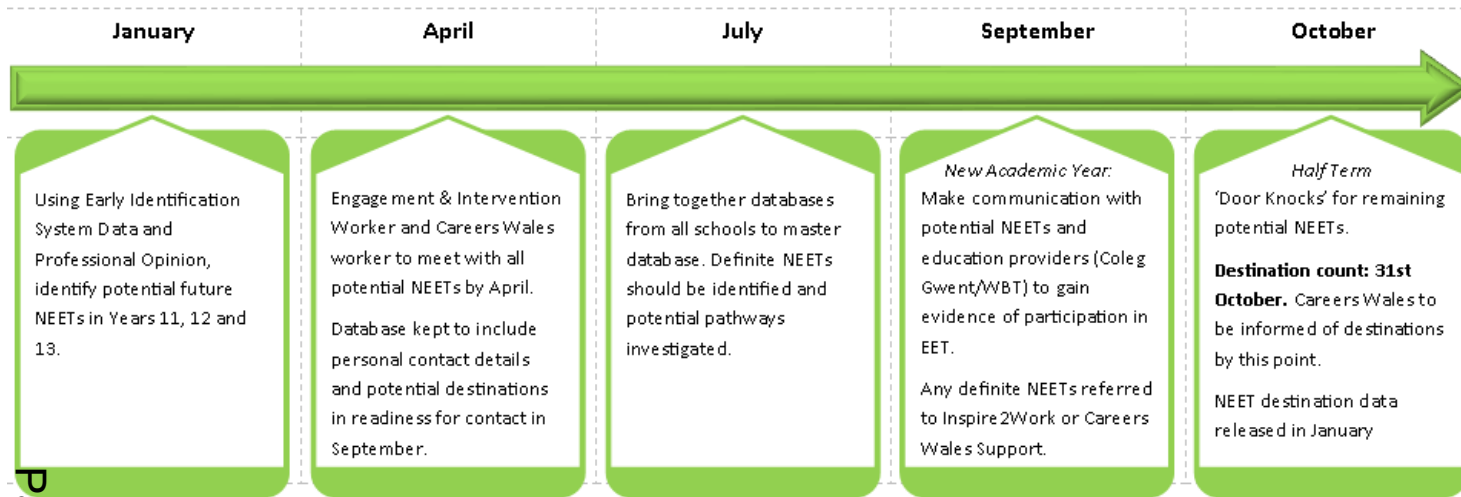 January
April
July
September
October
Using Early Identification
System Data and
Professional Opinion,
identify potential future
NEETs in Years 11, 12 and
13.
Engagement & Intervention
Worker and Careers Wales
worker to meet with all
potential NEETs by April.
Database kept to include
personal contact details
and potential destinations
in readiness for contact in
September.
Bring together databases
from all schools to master
database. Definite NEETs
should be identified and
potential pathways
investigated.
New Academic Year:
Make communication with
potential NEETs and
education providers (Coleg
Gwent/WBT) to gain
evidence of participation in
EET.
Any definite NEETs referred
to Inspire2Work or Careers
Wales Support.
Half Term
‘Door Knocks’ for remaining
potential NEETs.
Destination count: 31st
October. Careers Wales to
be informed of destinations
by this point.
NEET destination data
released in January
P